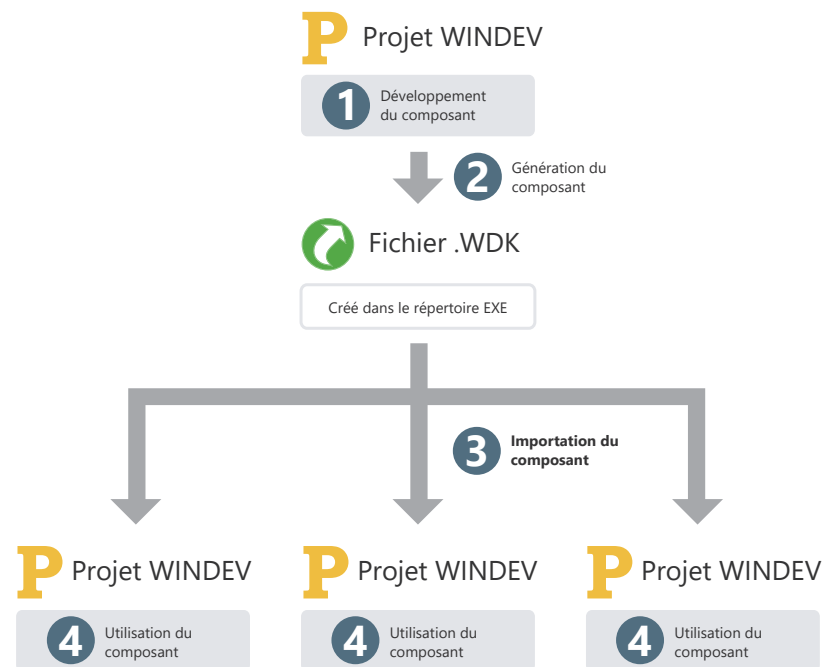 P Projet WINDEV
1 Développement
du composant
2 Génération du
composant
Fichier .WDK
Créé dans le répertoire EXE
3 Importation du
composant
P Projet WINDEV
P Projet WINDEV
P Projet WINDEV
4 Utilisation du
composant
4 Utilisation du
composant
4 Utilisation du
composant